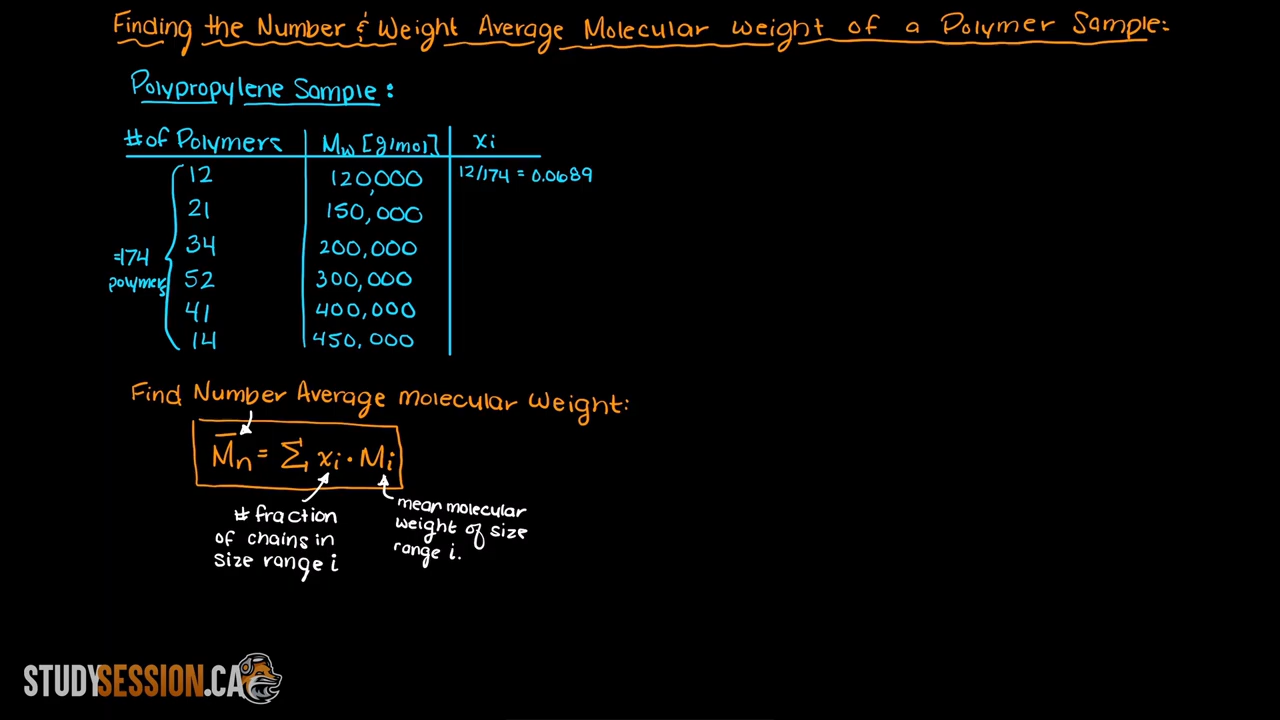 Finding the Number & Weight Average Molecular weight of a Polymer Sample:
Polypropylene Sample:
# of Polymers Mw [g/mol] xi
12 120,000 12/174 = 0.0689
21 150,000
34 200,000
=174 polymers
52 300,000
41 400,000
14 450,000
Find Number Average molecular Weight:
M̅n = Σ xi · Mi
# fraction
of chains in
size range i
mean molecular
weight of size
range i.
STUDYSESSION.CA